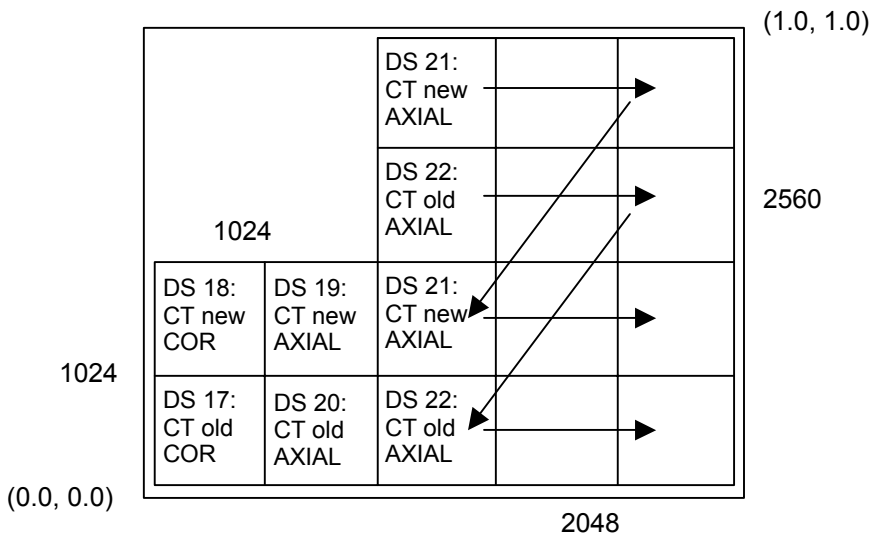 (1.0, 1.0)
DS 21:
CT new
AXIAL
DS 22:
CT old
AXIAL
2560
1024
DS 18:
CT new
COR
DS 19:
CT new
AXIAL
DS 21:
CT new
AXIAL
1024
DS 17:
CT old
COR
DS 20:
CT old
AXIAL
DS 22:
CT old
AXIAL
(0.0, 0.0)
2048